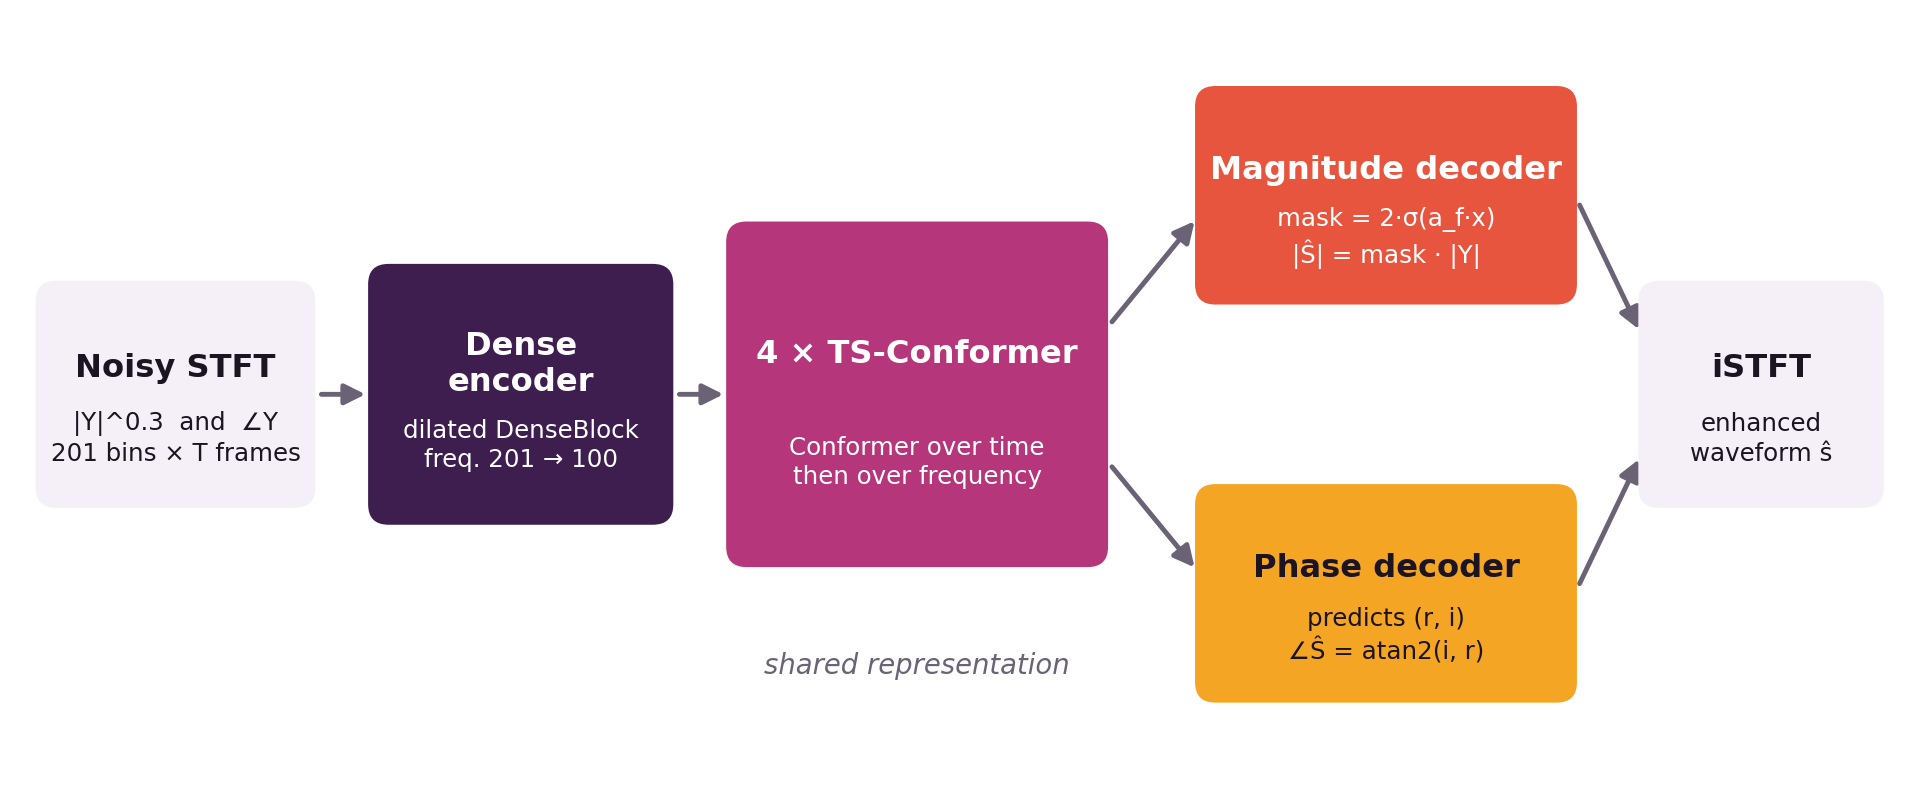 Noisy STFT
|Y|^0.3 and ∠Y
201 bins × T frames
Dense
encoder
dilated DenseBlock
freq. 201 → 100
4 × TS-Conformer
Conformer over time
then over frequency
shared representation
Magnitude decoder
mask = 2·σ(a_f·x)
|Ŝ| = mask · |Y|
Phase decoder
predicts (r, i)
∠Ŝ = atan2(i, r)
iSTFT
enhanced
waveform ŝ